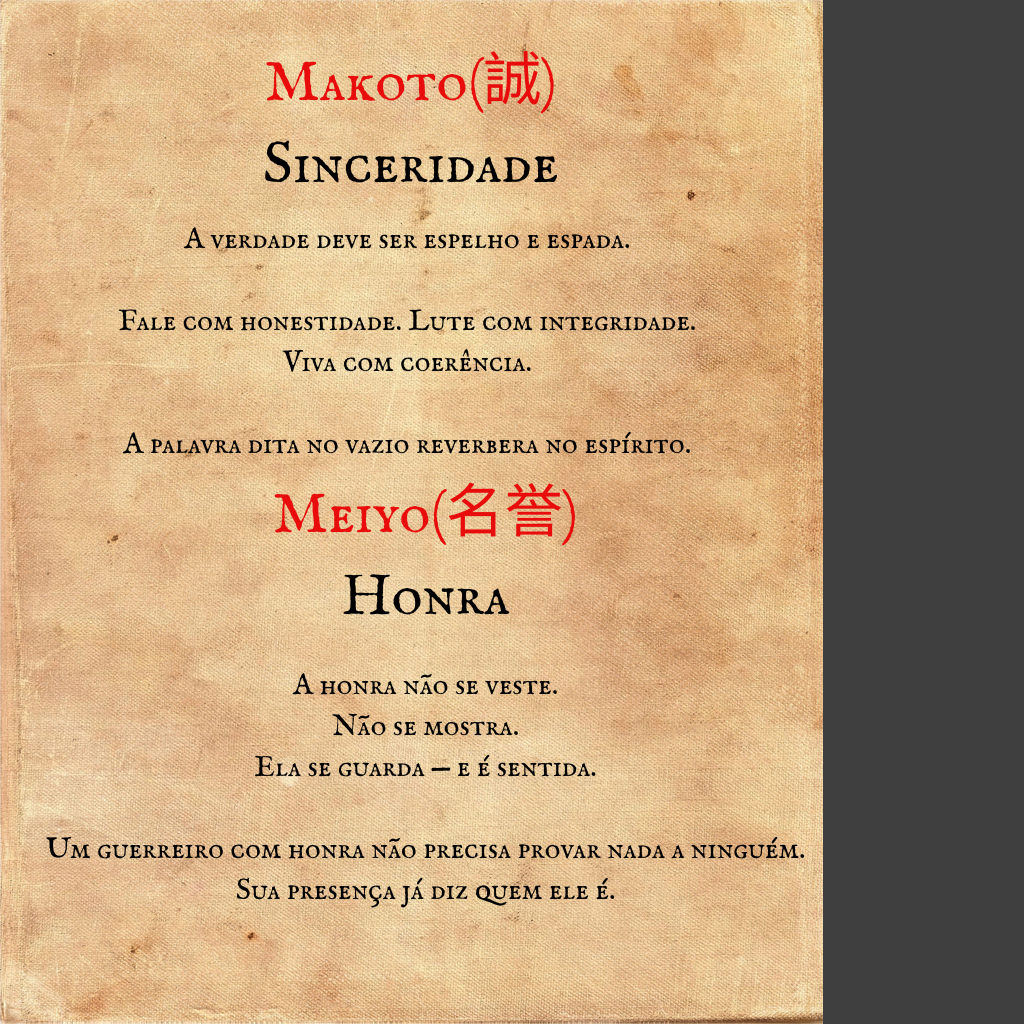 Makoto(誠)
Sinceridade
A verdade deve ser espelho e espada.
Fale com honestidade. Lute com integridade.
Viva com coerência.
A palavra dita no vazio reverbera no espírito.
Meiyo(名誉)
Honra
A honra não se veste.
Não se mostra.
Ela se guarda — e é sentida.
Um guerreiro com honra não precisa provar nada a ninguém.
Sua presença já diz quem ele é.